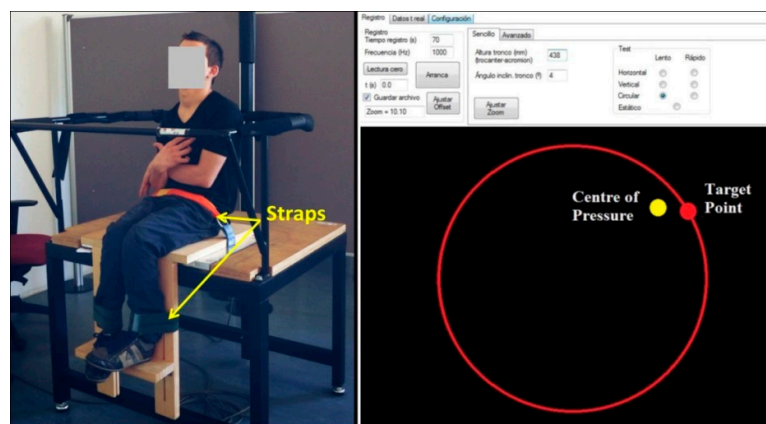 Straps
Registro Datos t real Configuración
Registro
Tiempo registro (s) 70
Frecuencia (Hz) 1000
Lectura cero
Arranca
t (s) 0.0
Guardar archivo
Ajustar
Offset
Zoom = 10.10
Sencillo Avanzado
Altura tronco (mm) 438
(trocanter-acromion)
Ángulo inclin. tronco (º) 4
Ajustar
Zoom
Test
Lento Rápido
Horizontal
Vertical
Circular
Estático
Centre of
Pressure
Target
Point